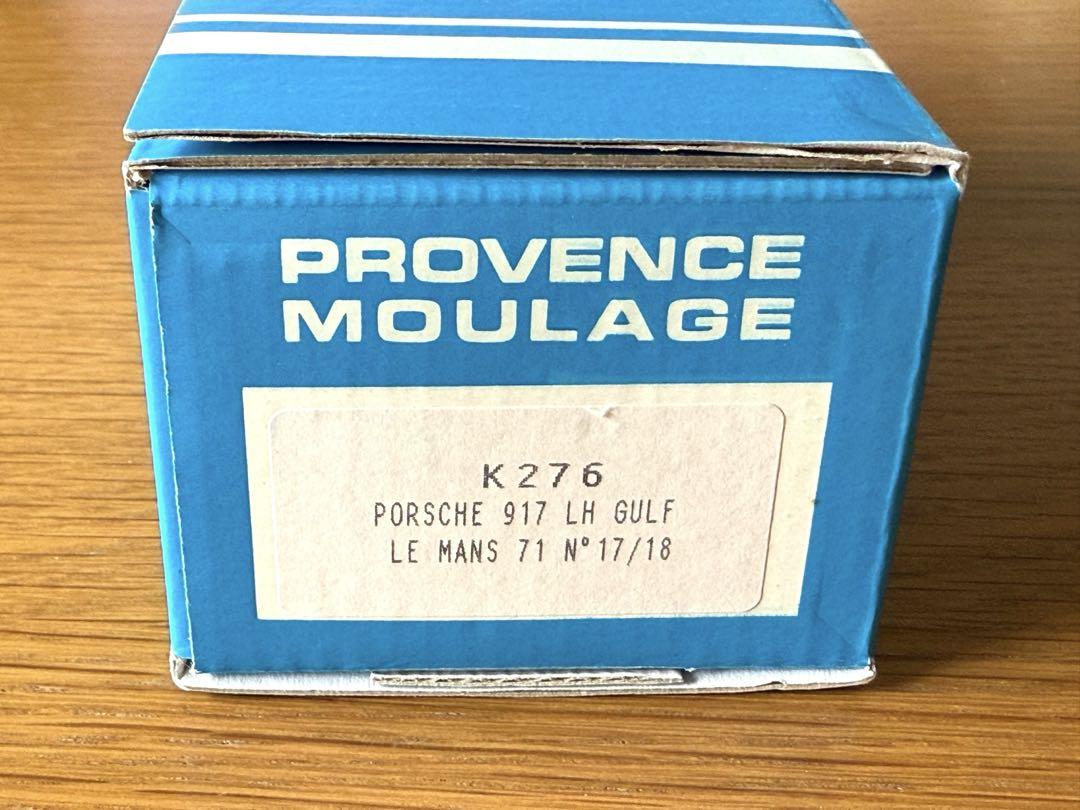 PROVENCE
MOULAGE
K276
PORSCHE 917 LH GULF
LE MANS 71 N°17/18